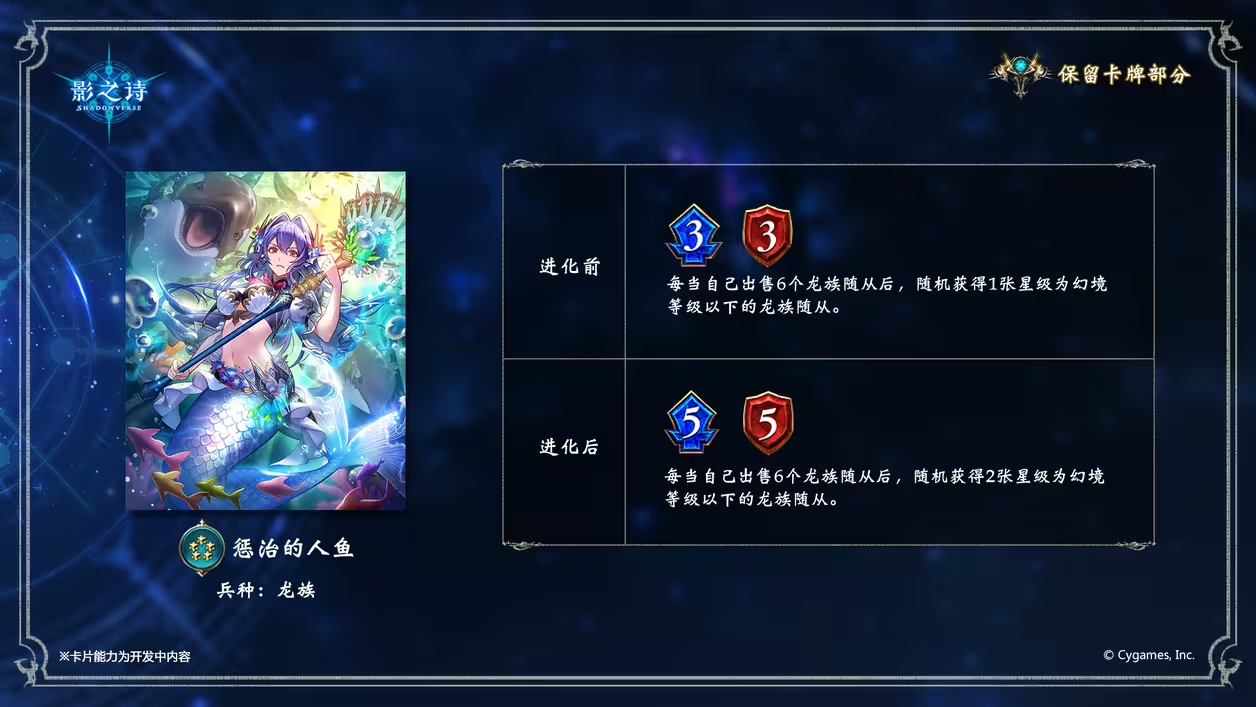 影之诗
SHADOWVERSE
保留卡牌部分
进化前
3 3
每当自己出售6个龙族随从后，随机获得1张星级为幻境
等级以下的龙族随从。
进化后
5 5
每当自己出售6个龙族随从后，随机获得2张星级为幻境
等级以下的龙族随从。
惩治的人鱼
兵种：龙族
※卡片能力为开发中内容
© Cygames, Inc.